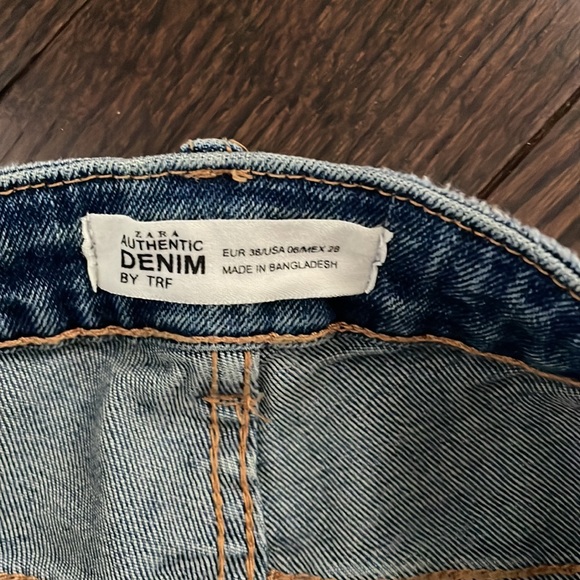 ZARA
AUTHENTIC
DENIM
BY TRF
EUR 38/USA 06/MEX 28
MADE IN BANGLADESH